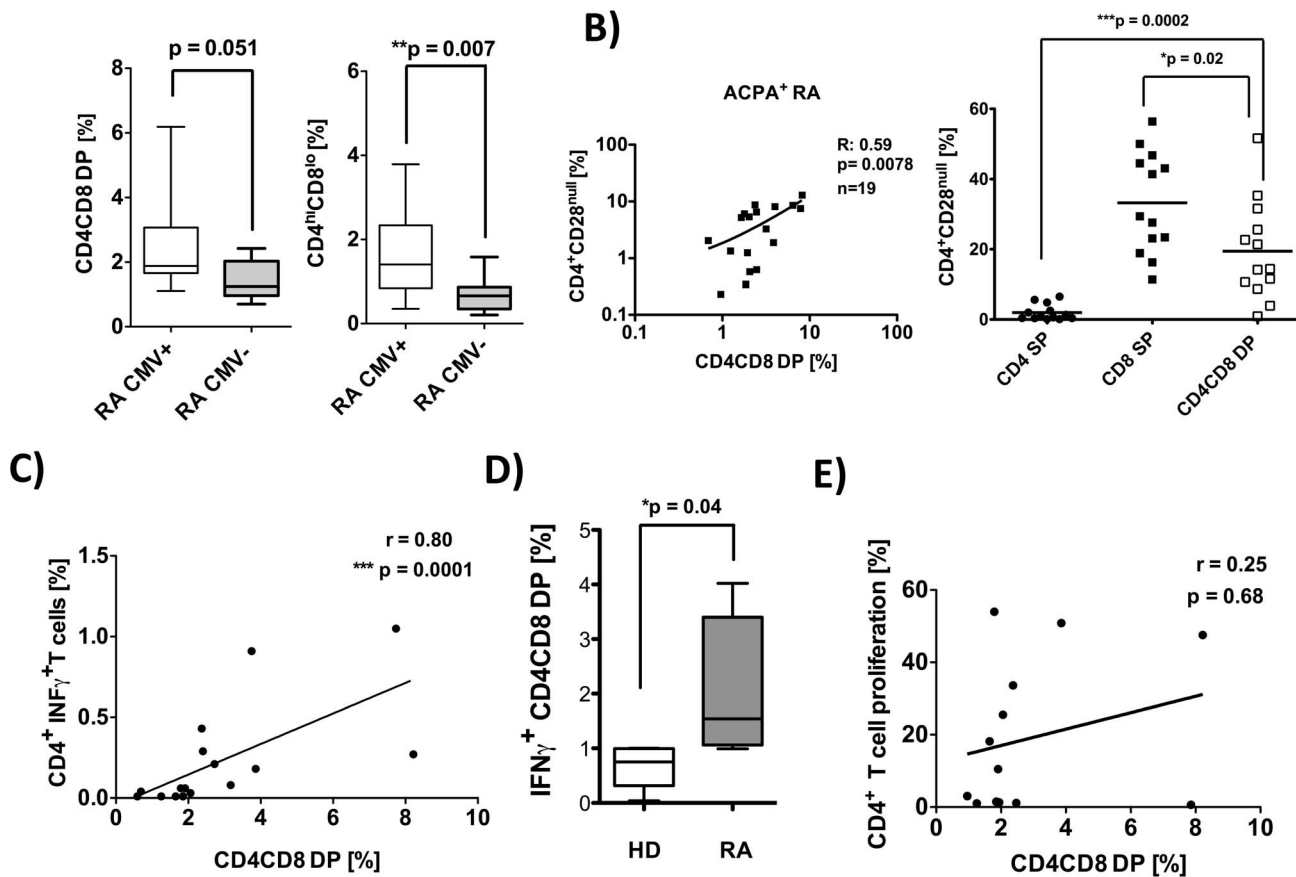 p = 0.051
CD4CD8 DP [%]
8
6
4
2
0
RA CMV+
RA CMV-
**p = 0.007
CD4hiCD8lo[%]
6
4
2
0
RA CMV+
RA CMV-
B)
ACPA+ RA
R: 0.59
p= 0.0078
n=19
CD4+CD28null[%]
100
10
1
0.1
1
10
100
CD4CD8 DP [%]
***p = 0.0002
*p = 0.02
CD4+CD28null[%]
60
40
20
0
CD4 SP
CD8 SP
CD4CD8 DP
C)
r = 0.80
*** p = 0.0001
CD4+ INFγ+T cells [%]
1.5
1.0
0.5
0.0
0
2
4
6
8
10
CD4CD8 DP [%]
D)
*p = 0.04
IFNγ+ CD4CD8 DP [%]
5
4
3
2
1
0
HD
RA
E)
r = 0.25
p = 0.68
CD4+ T cell proliferation [%]
60
40
20
0
0
2
4
6
8
10
CD4CD8 DP [%]